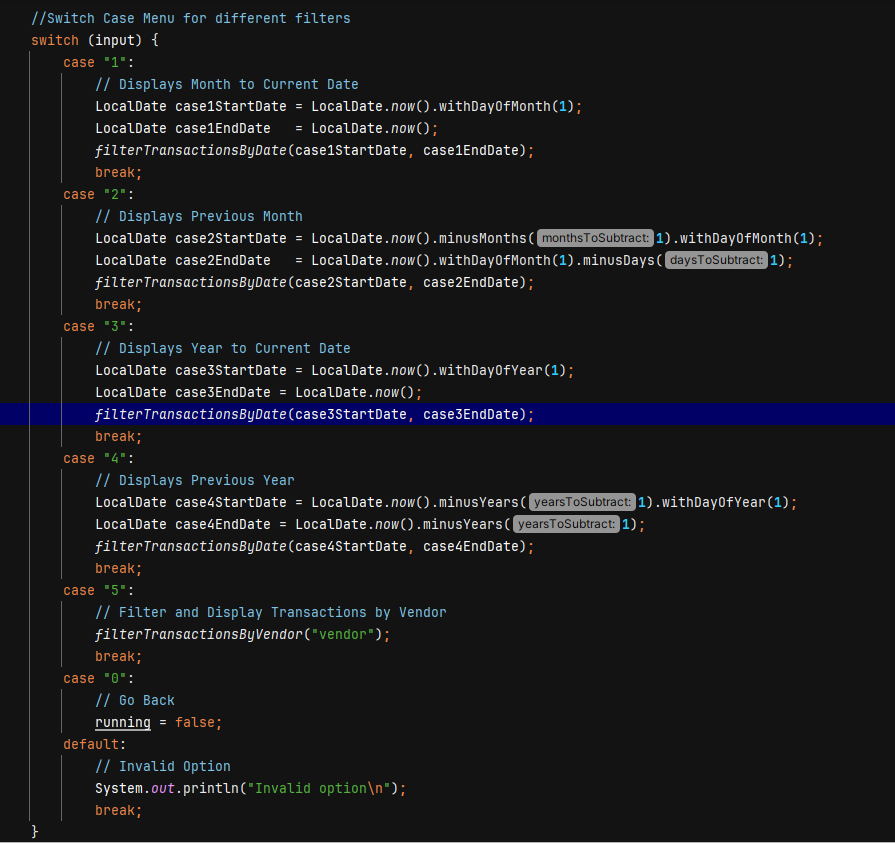 //Switch Case Menu for different filters
switch (input) {
    case "1":
        // Displays Month to Current Date
        LocalDate case1StartDate = LocalDate.now().withDayOfMonth(1);
        LocalDate case1EndDate   = LocalDate.now();
        filterTransactionsByDate(case1StartDate, case1EndDate);
        break;
    case "2":
        // Displays Previous Month
        LocalDate case2StartDate = LocalDate.now().minusMonths( monthsToSubtract: 1).withDayOfMonth(1);
        LocalDate case2EndDate   = LocalDate.now().withDayOfMonth(1).minusDays( daysToSubtract: 1);
        filterTransactionsByDate(case2StartDate, case2EndDate);
        break;
    case "3":
        // Displays Year to Current Date
        LocalDate case3StartDate = LocalDate.now().withDayOfYear(1);
        LocalDate case3EndDate = LocalDate.now();
        filterTransactionsByDate(case3StartDate, case3EndDate);
        break;
    case "4":
        // Displays Previous Year
        LocalDate case4StartDate = LocalDate.now().minusYears( yearsToSubtract: 1).withDayOfYear(1);
        LocalDate case4EndDate = LocalDate.now().minusYears( yearsToSubtract: 1);
        filterTransactionsByDate(case4StartDate, case4EndDate);
        break;
    case "5":
        // Filter and Display Transactions by Vendor
        filterTransactionsByVendor("vendor");
        break;
    case "0":
        // Go Back
        running = false;
    default:
        // Invalid Option
        System.out.println("Invalid option\n");
        break;
}